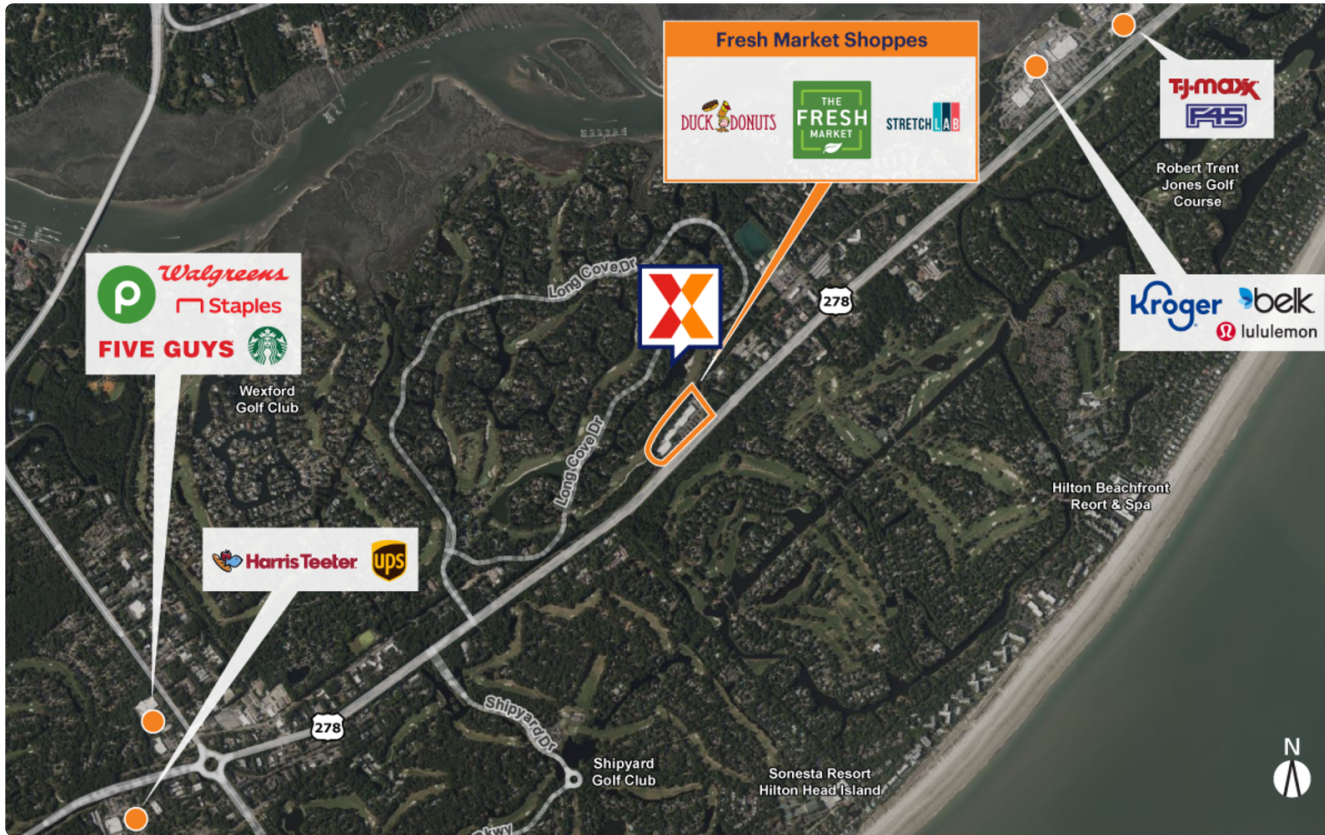 Fresh Market Shoppes
DUCK DONUTS
THE
FRESH
MARKET
STRETCH LAB
T·J·maxx
F45
Robert Trent
Jones Golf
Course
Long Cove Dr
278
Kroger
belk
lululemon
P
Walgreens
Staples
FIVE GUYS
Wexford
Golf Club
Long Cove Dr
Hilton Beachfront
Reort & Spa
Harris Teeter
ups
278
Shipyard Dr
Shipyard
Golf Club
Sonesta Resort
Hilton Head Island
N
kwy